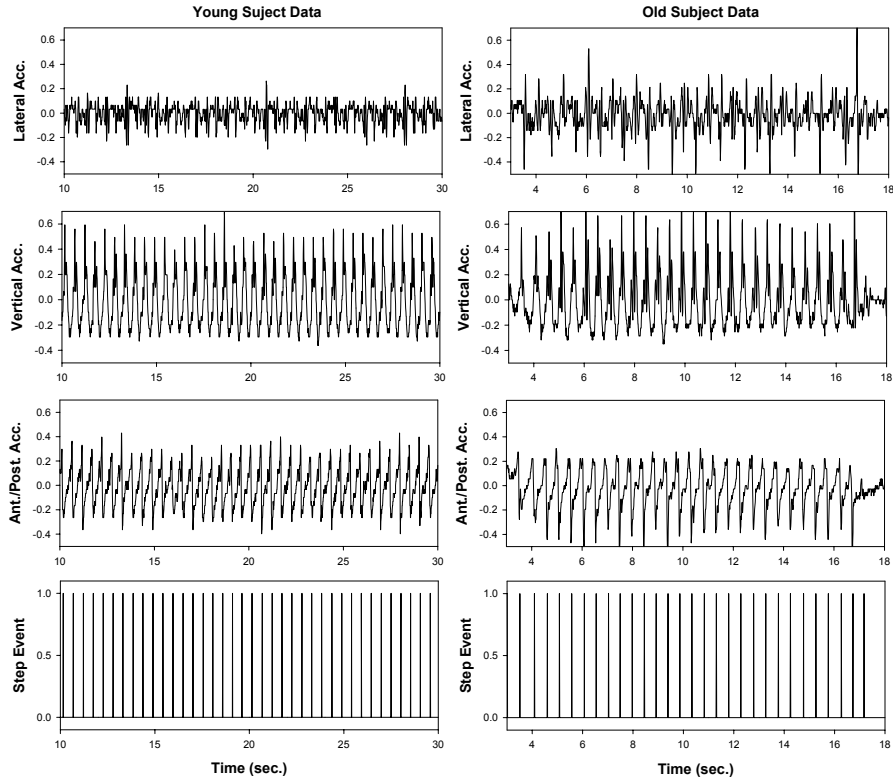 Young Suject Data
Old Subject Data
Lateral Acc.
0.6
0.4
0.2
0.0
-0.2
-0.4
10 15 20 25 30
Lateral Acc.
0.6
0.4
0.2
0.0
-0.2
-0.4
4 6 8 10 12 14 16 18
Vertical Acc.
0.6
0.4
0.2
0.0
-0.2
-0.4
10 15 20 25 30
Vertical Acc.
0.6
0.4
0.2
0.0
-0.2
-0.4
4 6 8 10 12 14 16 18
Ant./Post. Acc.
0.6
0.4
0.2
0.0
-0.2
-0.4
10 15 20 25 30
Ant./Post. Acc.
0.6
0.4
0.2
0.0
-0.2
-0.4
4 6 8 10 12 14 16 18
Step Event
1.0
0.5
0.0
10 15 20 25 30
Time (sec.)
Step Event
1.0
0.5
0.0
4 6 8 10 12 14 16 18
Time (sec.)